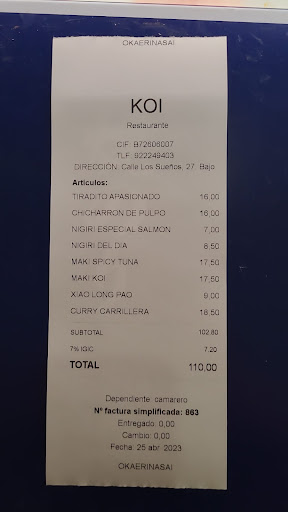 OKAERINASAI
KOI
Restaurante
CIF: B72606007
TLF: 922249403
DIRECCIÓN: Calle Los Sueños, 27. Bajo
Artículos:
TIRADITO APASIONADO 16,00
CHICHARRON DE PULPO 16,00
NIGIRI ESPECIAL SALMON 7,00
NIGIRI DEL DIA 8,50
MAKI SPICY TUNA 17,50
MAKI KOI 17,50
XIAO LONG PAO 9,00
CURRY CARRILLERA 18,50
SUBTOTAL 102,80
7% IGIC 7,20
TOTAL 110,00
Dependiente: camarero
Nº factura simplificada: 863
Entregado: 0,00
Cambio: 0,00
Fecha: 25 abr. 2023
OKAERINASAI